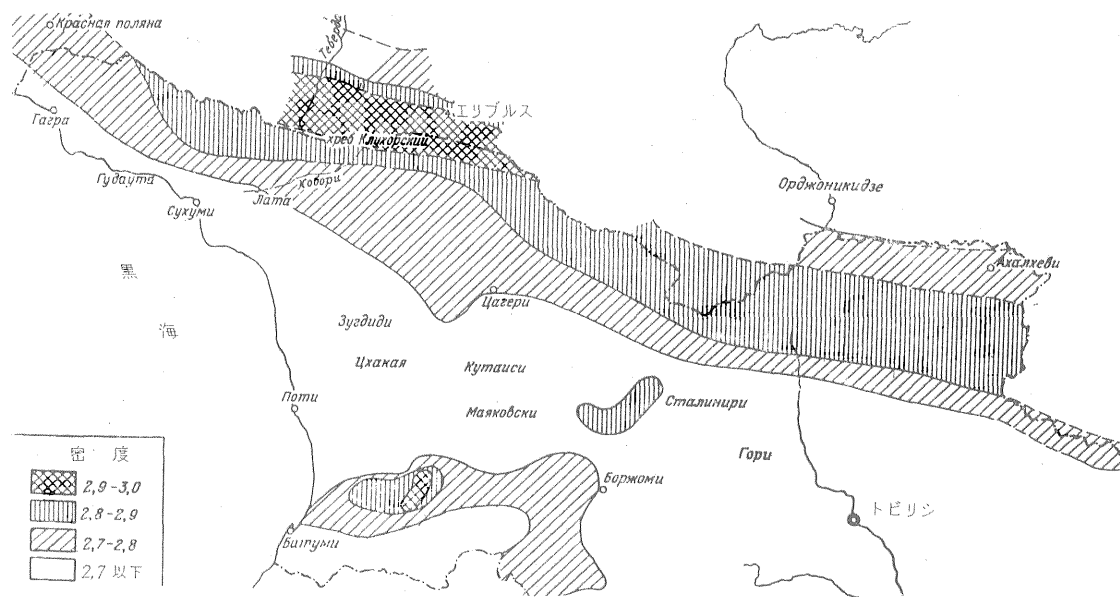 Красная поляна
Теберда
Гагра
エリブルス
хреб Клухорский
Гудаута
Кодори
Лата
Сухуми
Орджоникидзе
黒
海
Ахалхеви
Цагери
Зугдиди
Цхакая
Кутаиси
Поти
Маяковски
Сталинири
Гори
Боржоми
トビリシ
Батуми
密度
2,9-3,0
2,8-2,9
2,7-2,8
2,7 以下